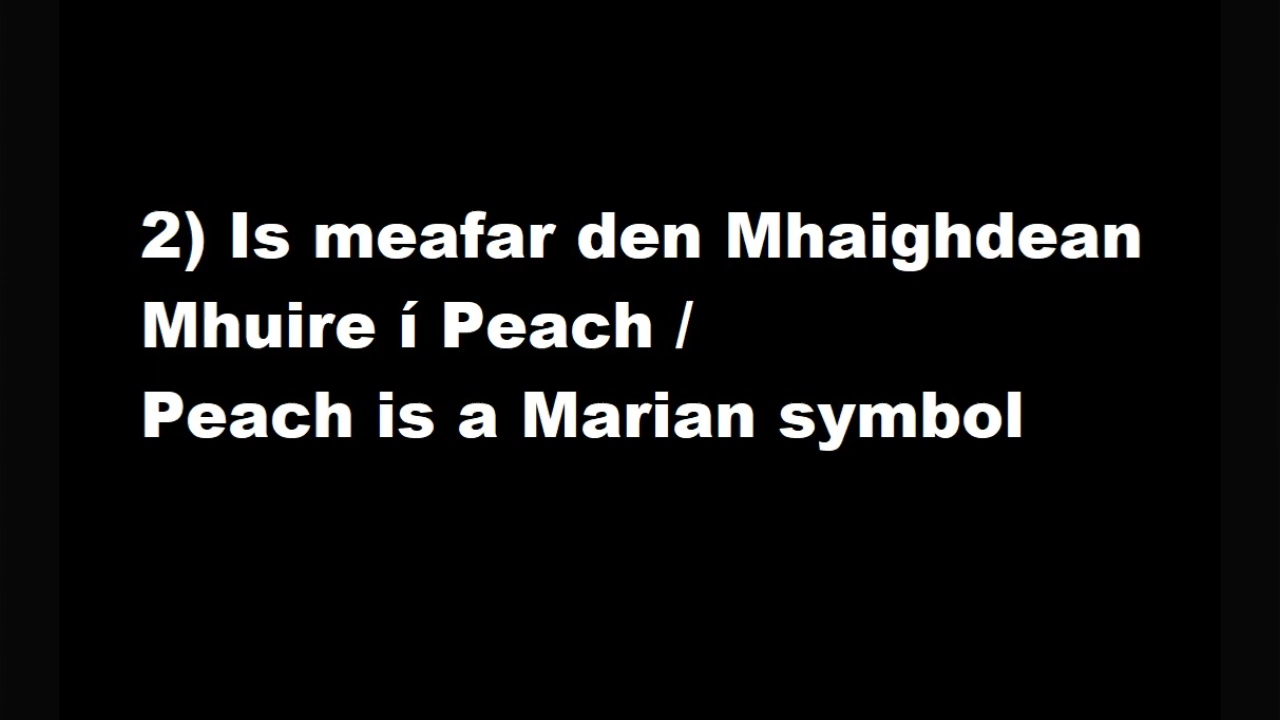 2) Is meafar den Mhaighdean
Mhuire í Peach /
Peach is a Marian symbol